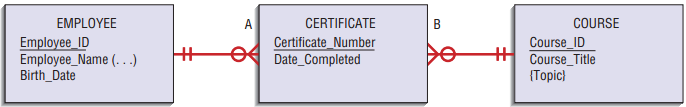 EMPLOYEE
Employee_ID
Employee_Name (. . .)
Birth_Date
A
CERTIFICATE
Certificate_Number
Date_Completed
B
COURSE
Course_ID
Course_Title
{Topic}